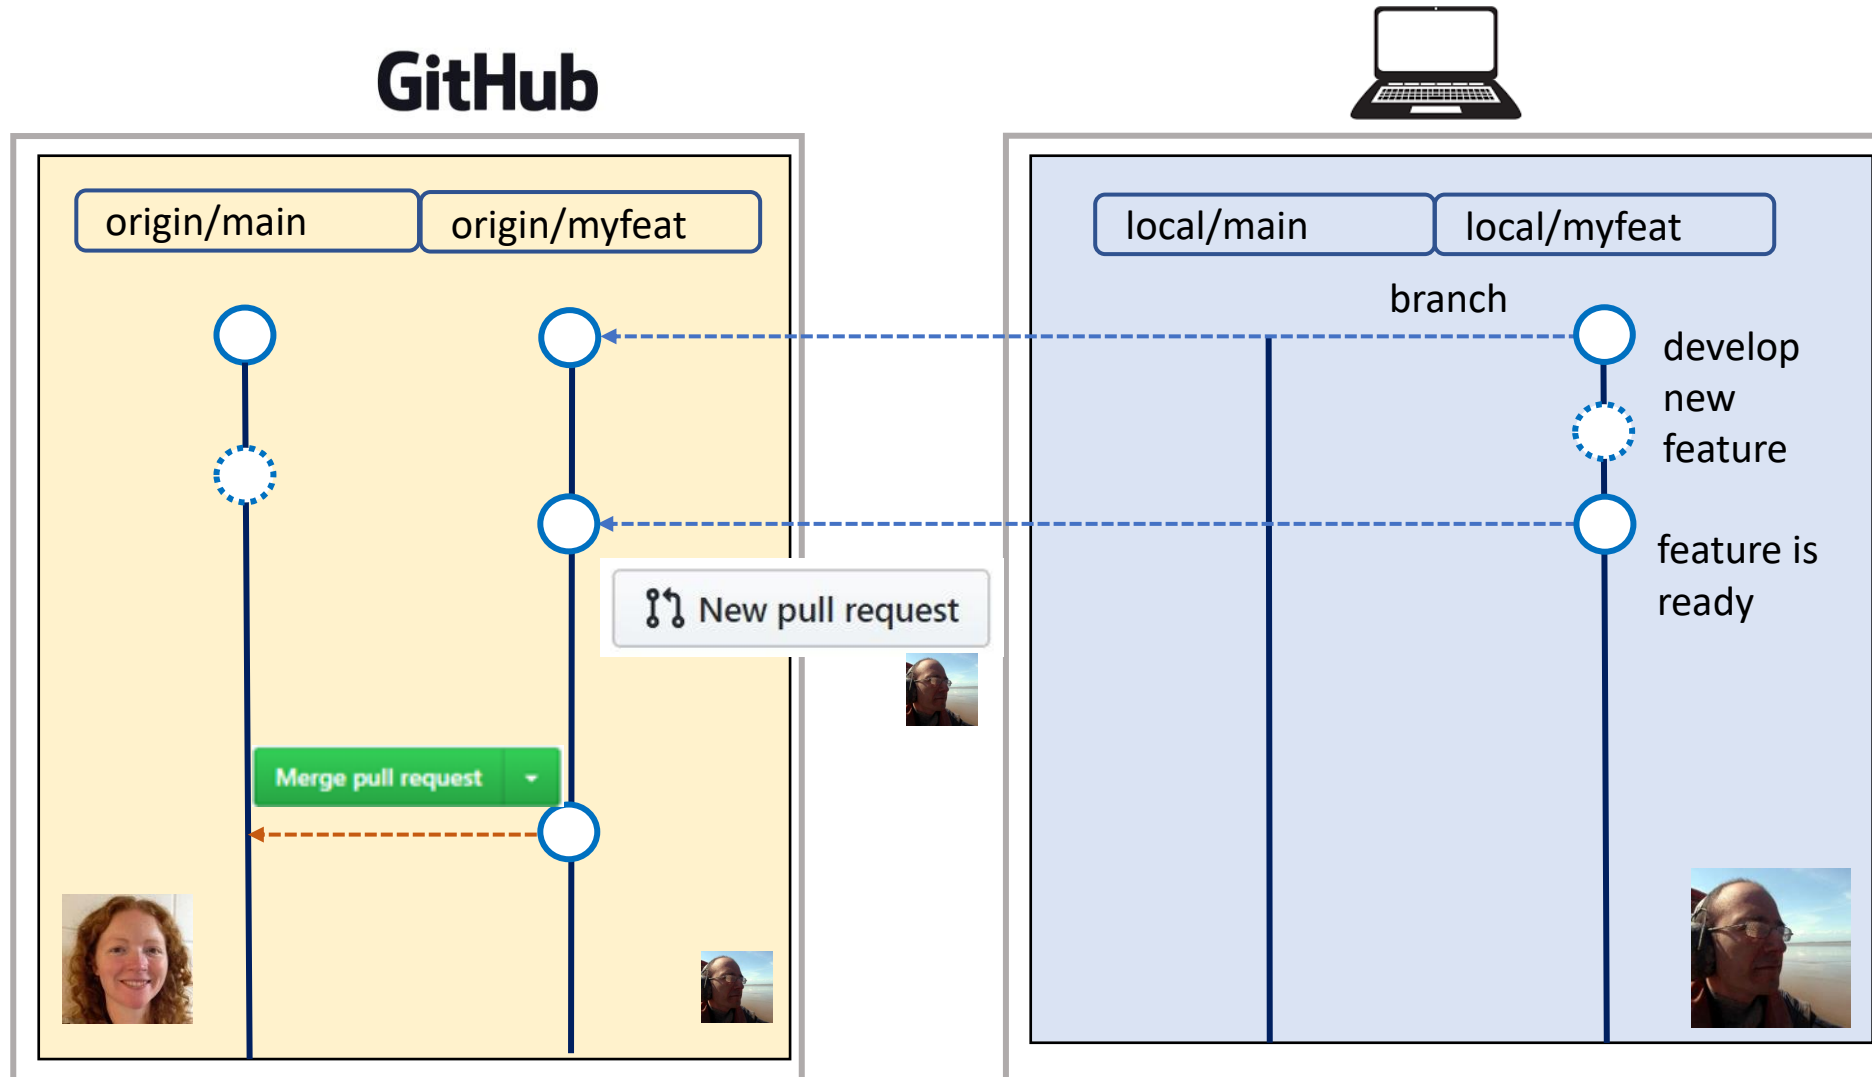 GitHub
origin/main
origin/myfeat
local/main
local/myfeat
branch
develop
new
feature
feature is
ready
New pull request
Merge pull request